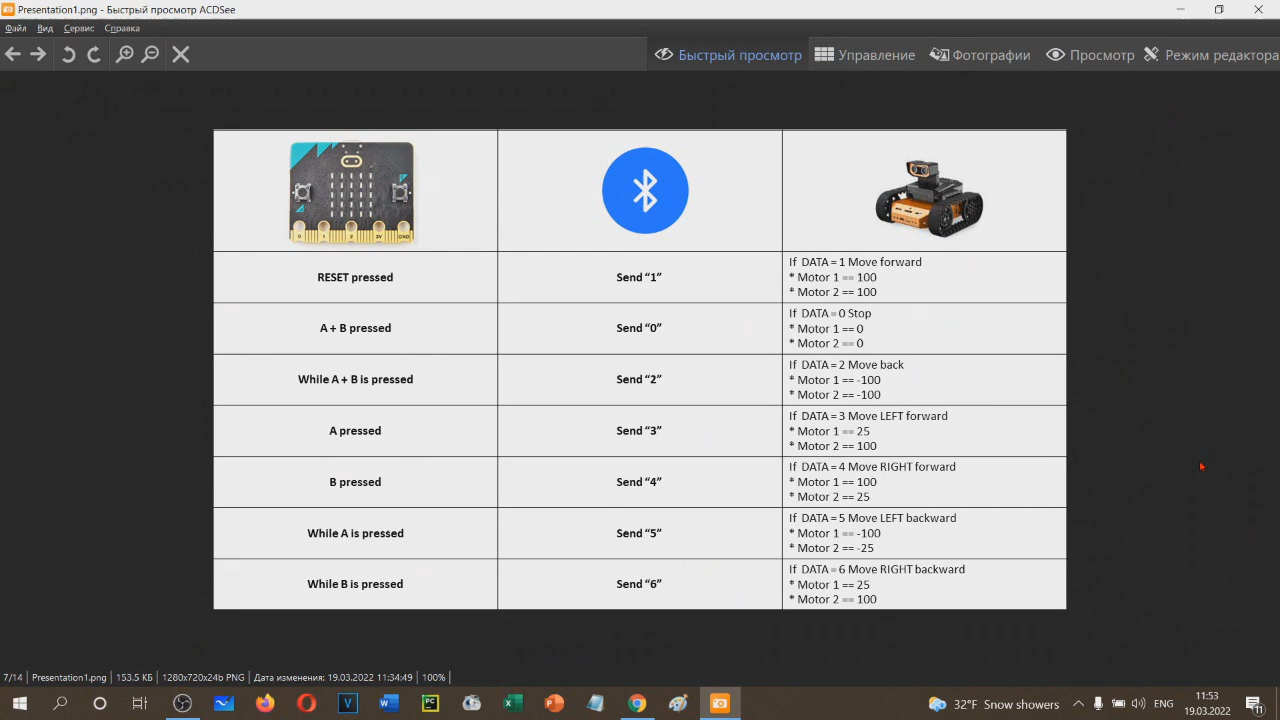 Presentation1.png - Быстрый просмотр ACDSee
Файл Вид Сервис Справка
Быстрый просмотр Управление Фотографии Просмотр Режим редактора
0 1 2 3V GND
RESET pressed
Send “1”
If DATA = 1 Move forward
* Motor 1 == 100
* Motor 2 == 100
A + B pressed
Send “0”
If DATA = 0 Stop
* Motor 1 == 0
* Motor 2 == 0
While A + B is pressed
Send “2”
If DATA = 2 Move back
* Motor 1 == -100
* Motor 2 == -100
A pressed
Send “3”
If DATA = 3 Move LEFT forward
* Motor 1 == 25
* Motor 2 == 100
B pressed
Send “4”
If DATA = 4 Move RIGHT forward
* Motor 1 == 100
* Motor 2 == 25
While A is pressed
Send “5”
If DATA = 5 Move LEFT backward
* Motor 1 == -100
* Motor 2 == -25
While B is pressed
Send “6”
If DATA = 6 Move RIGHT backward
* Motor 1 == 25
* Motor 2 == 100
7/14 Presentation1.png 153.5 КБ 1280x720x24b PNG Дата изменения: 19.03.2022 11:34:49 100%
32°F Snow showers ENG
11:53
19.03.2022
11